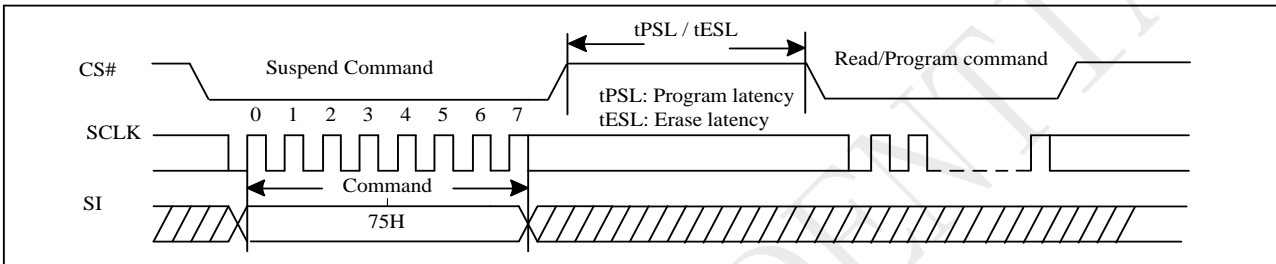 tPSL / tESL
CS#
Suspend Command
Read/Program command
tPSL: Program latency
tESL: Erase latency
0 1 2 3 4 5 6 7
SCLK
Command
SI
75H